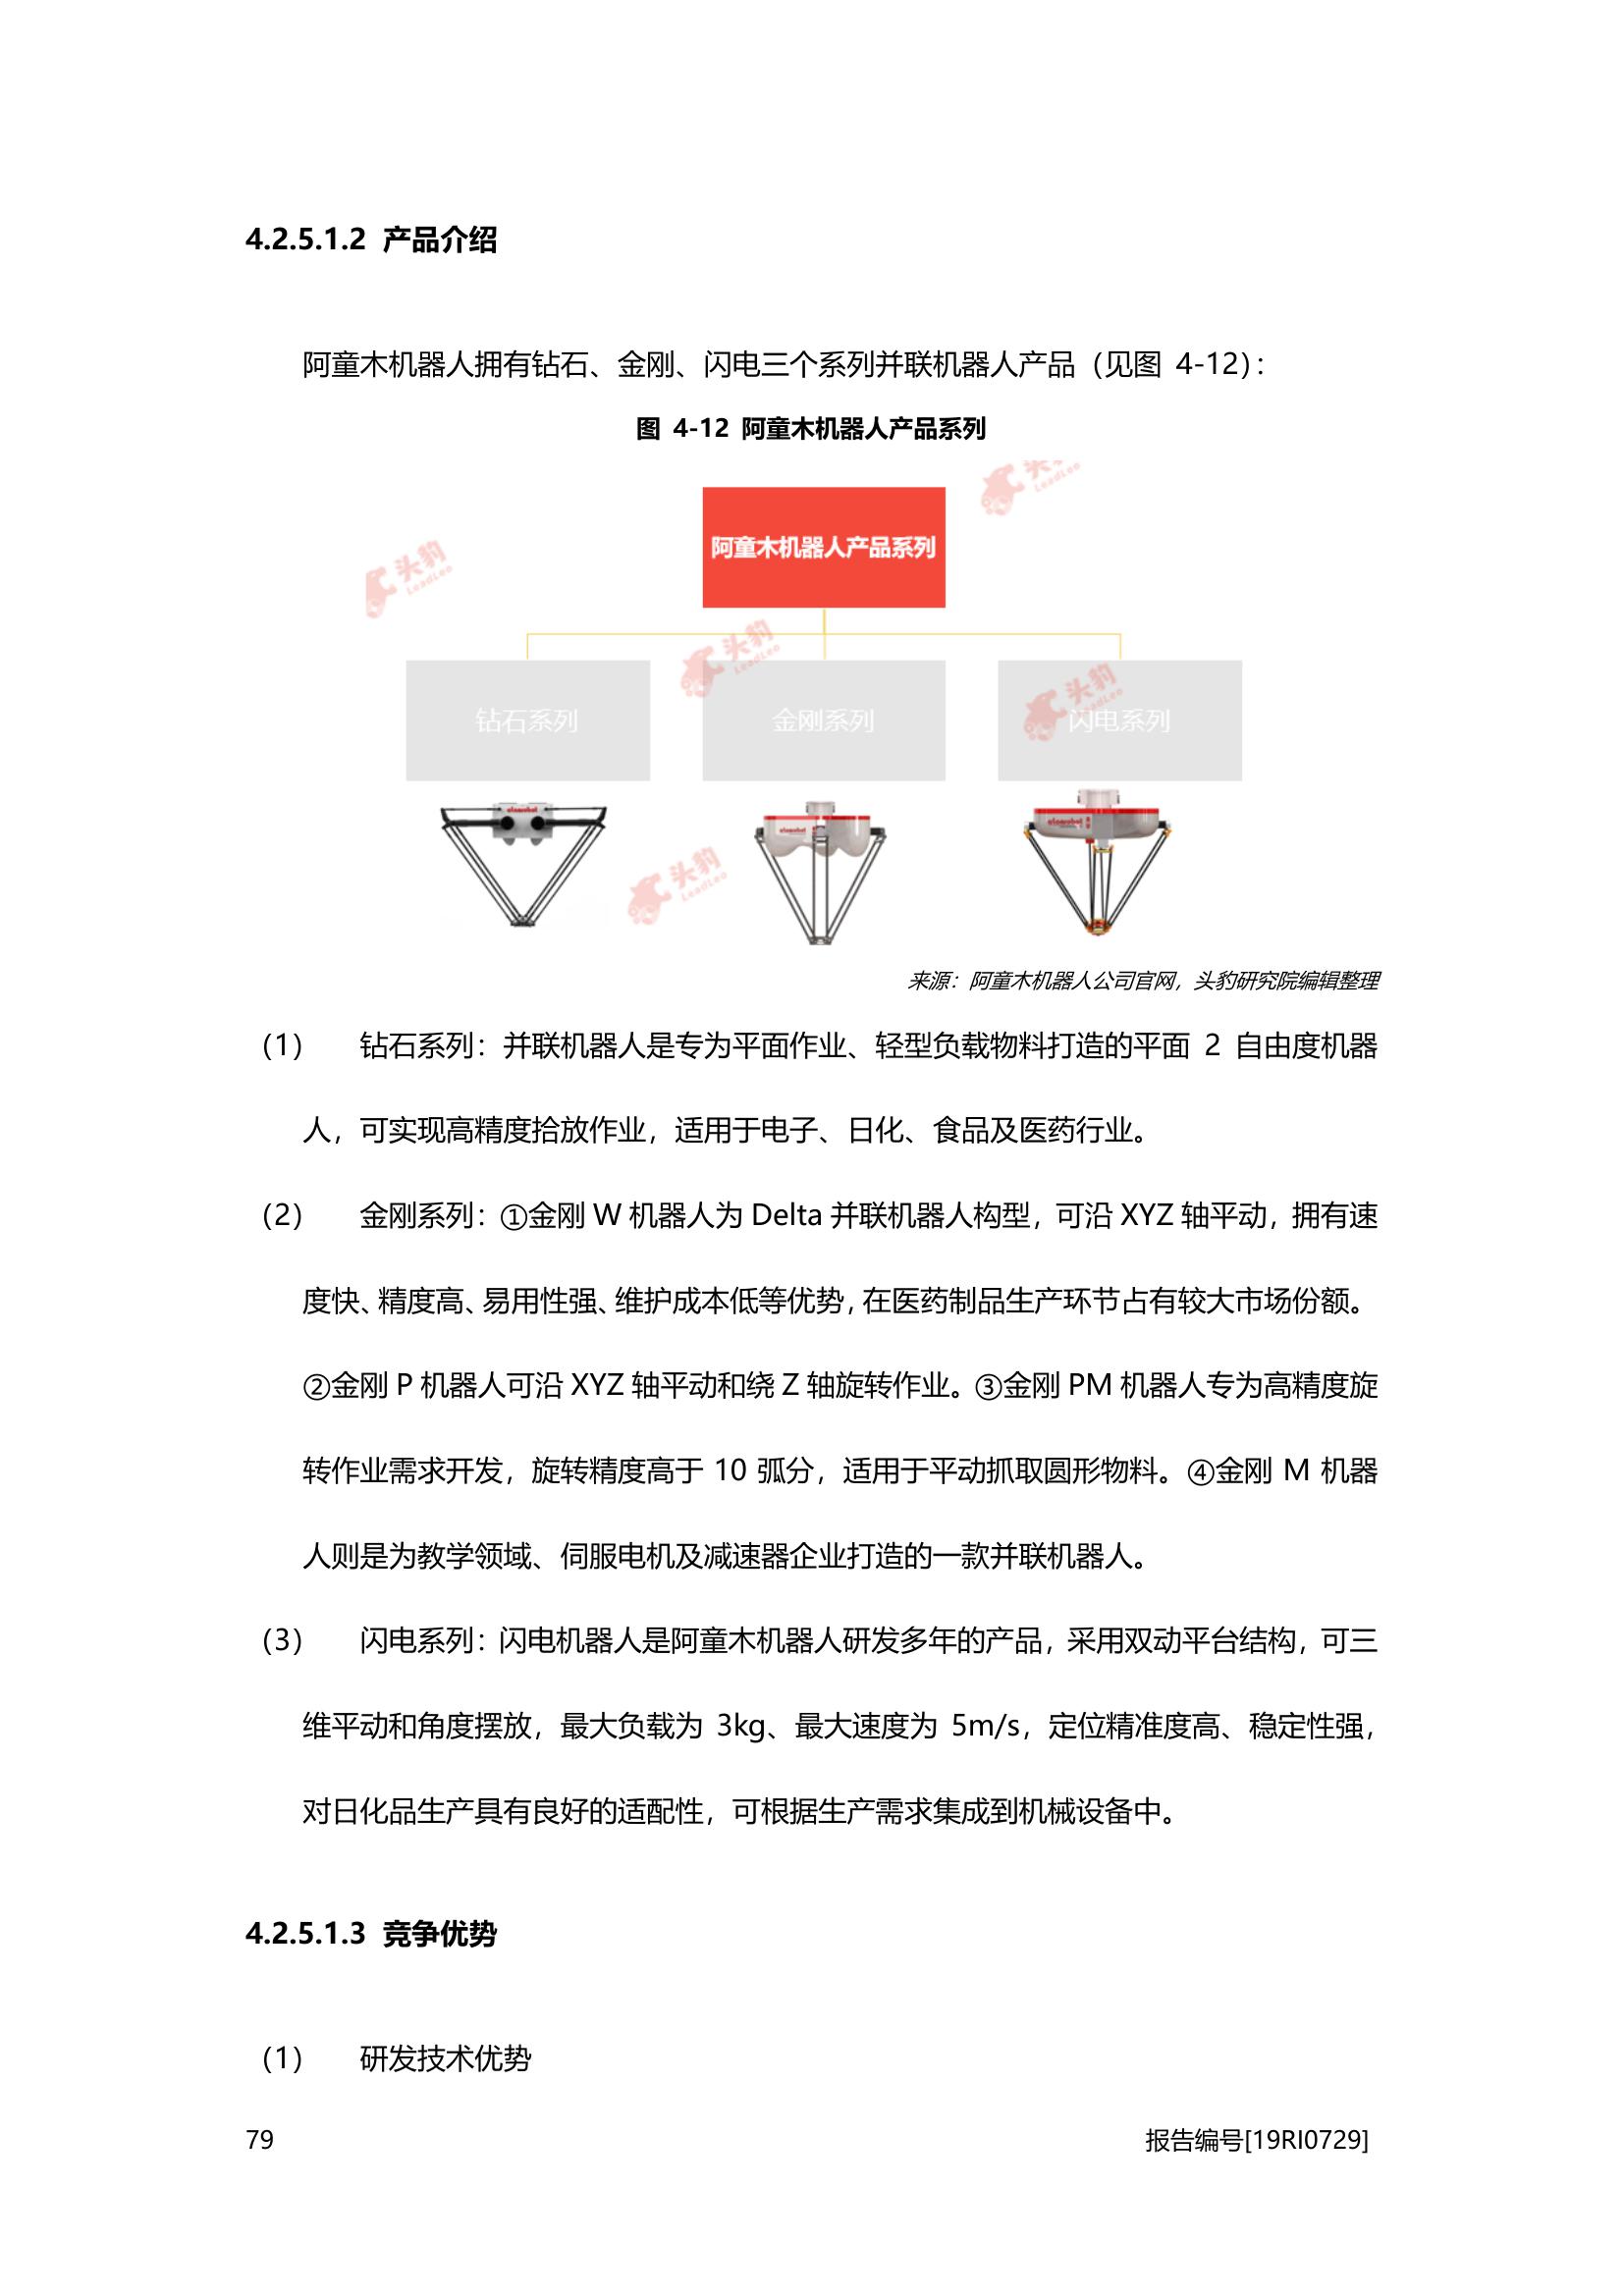 4.2.5.1.2 产品介绍
阿童木机器人拥有钻石、金刚、闪电三个系列并联机器人产品（见图 4-12）：
图 4-12 阿童木机器人产品系列
头豹
LeadLeo
阿童木机器人产品系列
头豹
LeadLeo
头豹
LeadLeo
头豹
LeadLeo
钻石系列
金刚系列
闪电系列
头豹
LeadLeo
来源：阿童木机器人公司官网，头豹研究院编辑整理
（1） 钻石系列：并联机器人是专为平面作业、轻型负载物料打造的平面 2 自由度机器
人，可实现高精度拾放作业，适用于电子、日化、食品及医药行业。
（2） 金刚系列：①金刚 W 机器人为 Delta 并联机器人构型，可沿 XYZ 轴平动，拥有速
度快、精度高、易用性强、维护成本低等优势，在医药制品生产环节占有较大市场份额。
②金刚 P 机器人可沿 XYZ 轴平动和绕 Z 轴旋转作业。③金刚 PM 机器人专为高精度旋
转作业需求开发，旋转精度高于 10 弧分，适用于平动抓取圆形物料。④金刚 M 机器
人则是为教学领域、伺服电机及减速器企业打造的一款并联机器人。
（3） 闪电系列：闪电机器人是阿童木机器人研发多年的产品，采用双动平台结构，可三
维平动和角度摆放，最大负载为 3kg、最大速度为 5m/s，定位精准度高、稳定性强，
对日化品生产具有良好的适配性，可根据生产需求集成到机械设备中。
4.2.5.1.3 竞争优势
（1） 研发技术优势
79
报告编号[19RI0729]